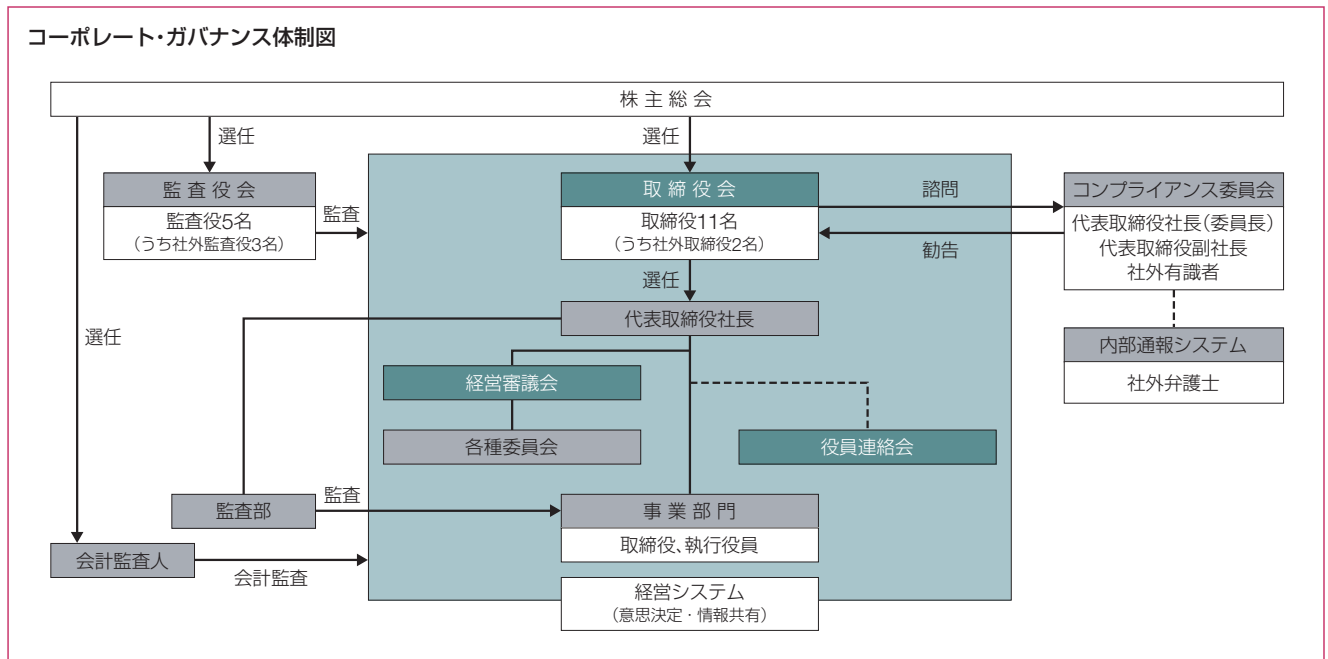 コーポレート・ガバナンス体制図
株主総会
選任
選任
監査役会
監査役5名
（うち社外監査役3名）
監査
取締役会
取締役11名
（うち社外取締役2名）
諮問
勧告
コンプライアンス委員会
代表取締役社長（委員長）
代表取締役副社長
社外有識者
選任
代表取締役社長
選任
内部通報システム
社外弁護士
経営審議会
各種委員会
役員連絡会
監査部
監査
事業部門
取締役、執行役員
会計監査人
会計監査
経営システム
（意思決定・情報共有）